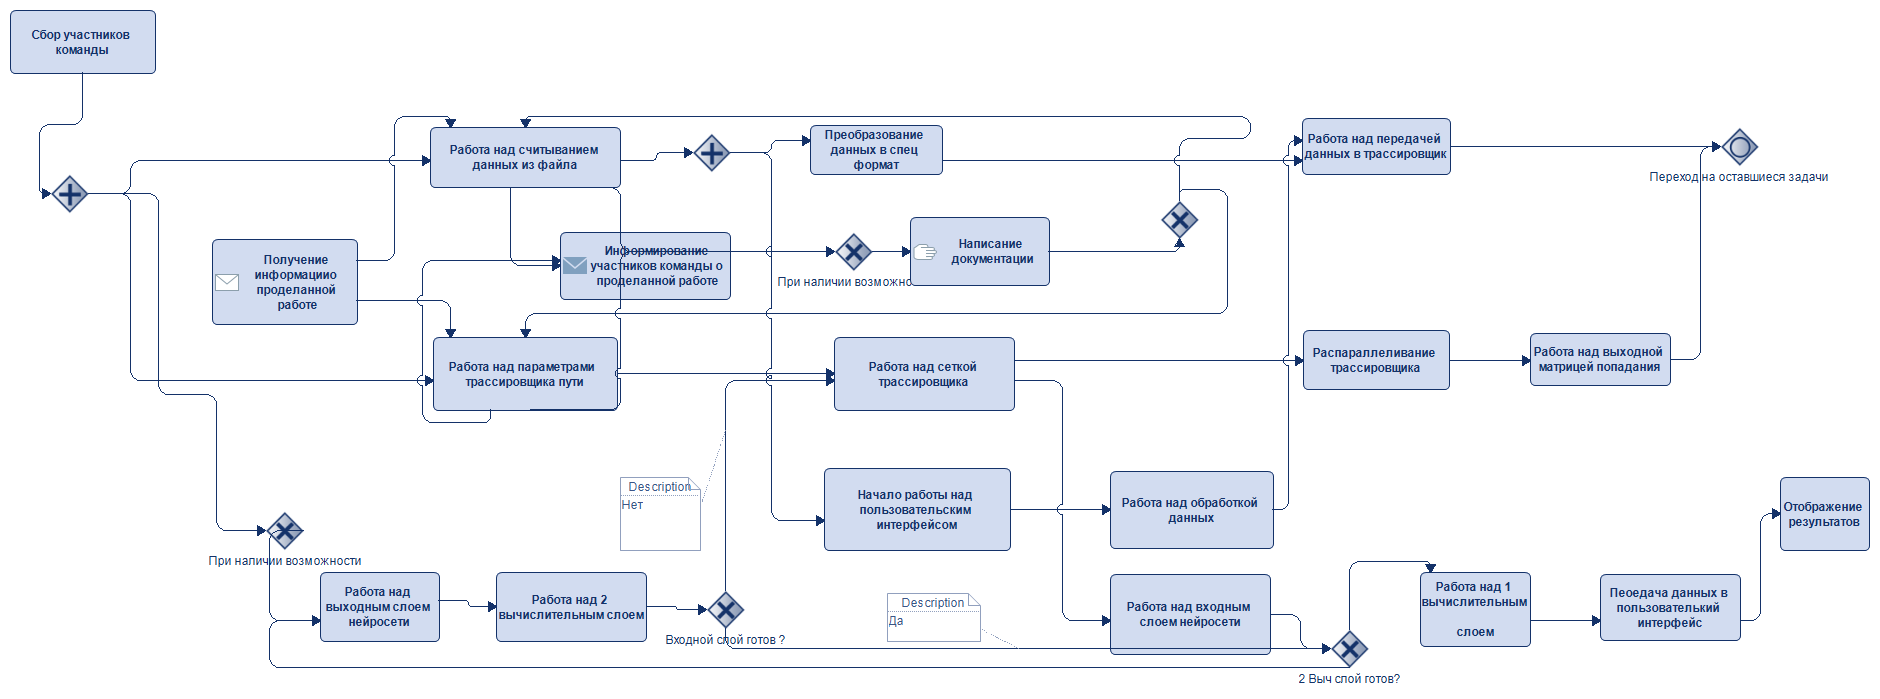 Сбор участников
команды
Работа над считыванием
данных из файла
Преобразование
данных в спец
формат
Работа над передачей
данных в трассировщик
Переход на оставшиеся задачи
Получение
информациио
проделанной
работе
Информирование
участников команды о
проделанной работе
При наличии возможно
Написание
документации
Работа над параметрами
трассировщика пути
Работа над сеткой
трассировщика
Распараллеливание
трассировщика
Работа над выходной
матрицей попадания
Description
Нет
Начало работы над
пользовательским
интерфейсом
Работа над обработкой
данных
Отображение
результатов
При наличии возможности
Работа над
выходным слоем
нейросети
Работа над 2
вычислительным слоем
Входной слой готов ?
Description
Да
Работа над входным
слоем нейросети
2 Выч слой готов?
Работа над 1
вычислительным
слоем
Пеоедача данных в
пользователький
интерфейс